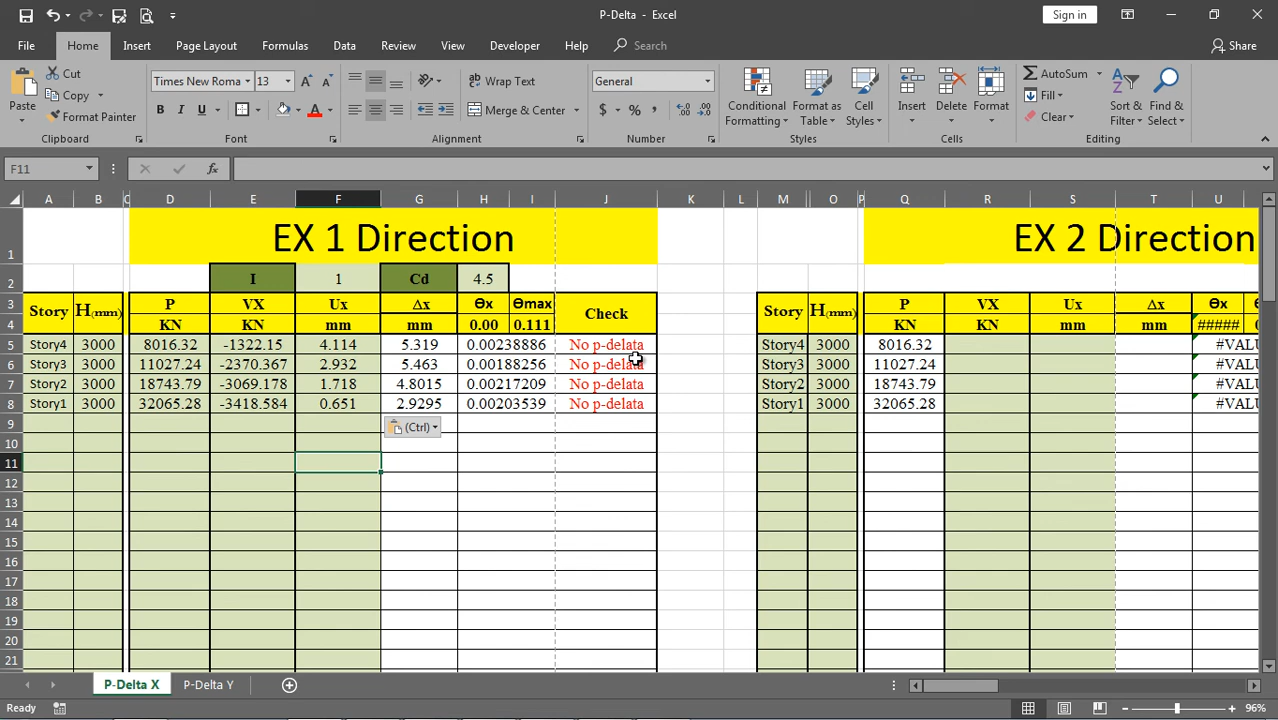 P-Delta - Excel
Sign in
File Home Insert Page Layout Formulas Data Review View Developer Help Search Share
Paste
Cut
Copy
Format Painter
Clipboard
Times New Roma 13
B I U A
Font
Wrap Text
Merge & Center
Alignment
General
$ % ,
Number
Conditional Formatting
Format as Table
Cell Styles
Styles
Insert
Delete
Format
Cells
AutoSum
Fill
Clear
Sort & Filter
Find & Select
Editing
F11 fx
A B C D E F G H I J K L M O P Q R S T U
1 EX 1 Direction EX 2 Direction
2 I 1 Cd 4.5
3 Story H(mm) P VX Ux Δx Θx Θmax Check Story H(mm) P VX Ux Δx Θx
4 KN KN mm mm 0.00 0.111 KN KN mm mm #####
5 Story4 3000 8016.32 -1322.15 4.114 5.319 0.00238886 No p-delata Story4 3000 8016.32 #VALU
6 Story3 3000 11027.24 -2370.367 2.932 5.463 0.00188256 No p-delata Story3 3000 11027.24 #VALU
7 Story2 3000 18743.79 -3069.178 1.718 4.8015 0.00217209 No p-delata Story2 3000 18743.79 #VALU
8 Story1 3000 32065.28 -3418.584 0.651 2.9295 0.00203539 No p-delata Story1 3000 32065.28 #VALU
9 (Ctrl)
10
11
12
13
14
15
16
17
18
19
20
21
P-Delta X P-Delta Y
Ready 96%